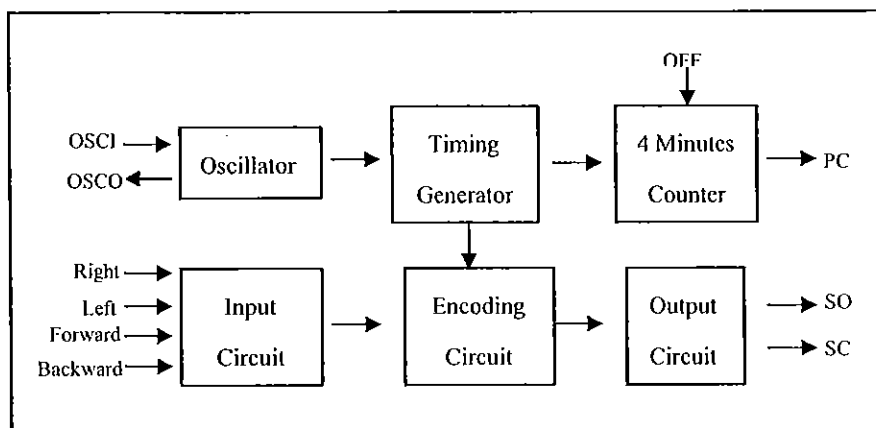 OFF
OSCI
OSCO
Oscillator
Timing
Generator
4 Minutes
Counter
PC
Right
Left
Forward
Backward
Input
Circuit
Encoding
Circuit
Output
Circuit
SO
SC